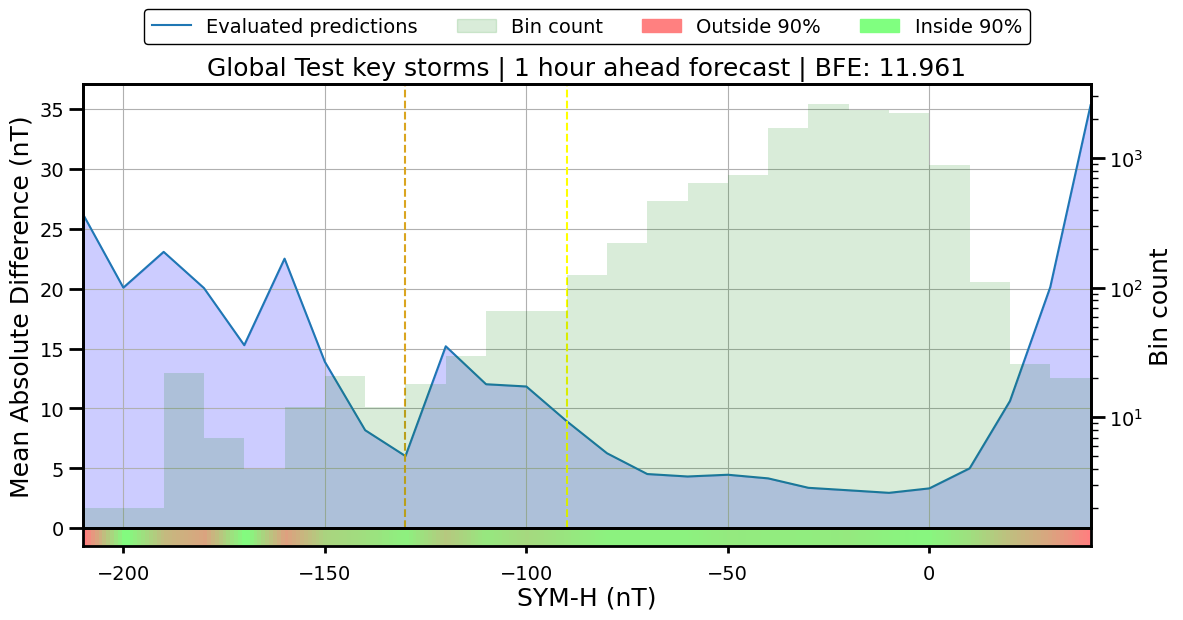 Evaluated predictions Bin count Outside 90% Inside 90%
Global Test key storms | 1 hour ahead forecast | BFE: 11.961
Mean Absolute Difference (nT)
35
30
25
20
15
10
5
0
10³
10²
10¹
Bin count
−200 −150 −100 −50 0
SYM-H (nT)